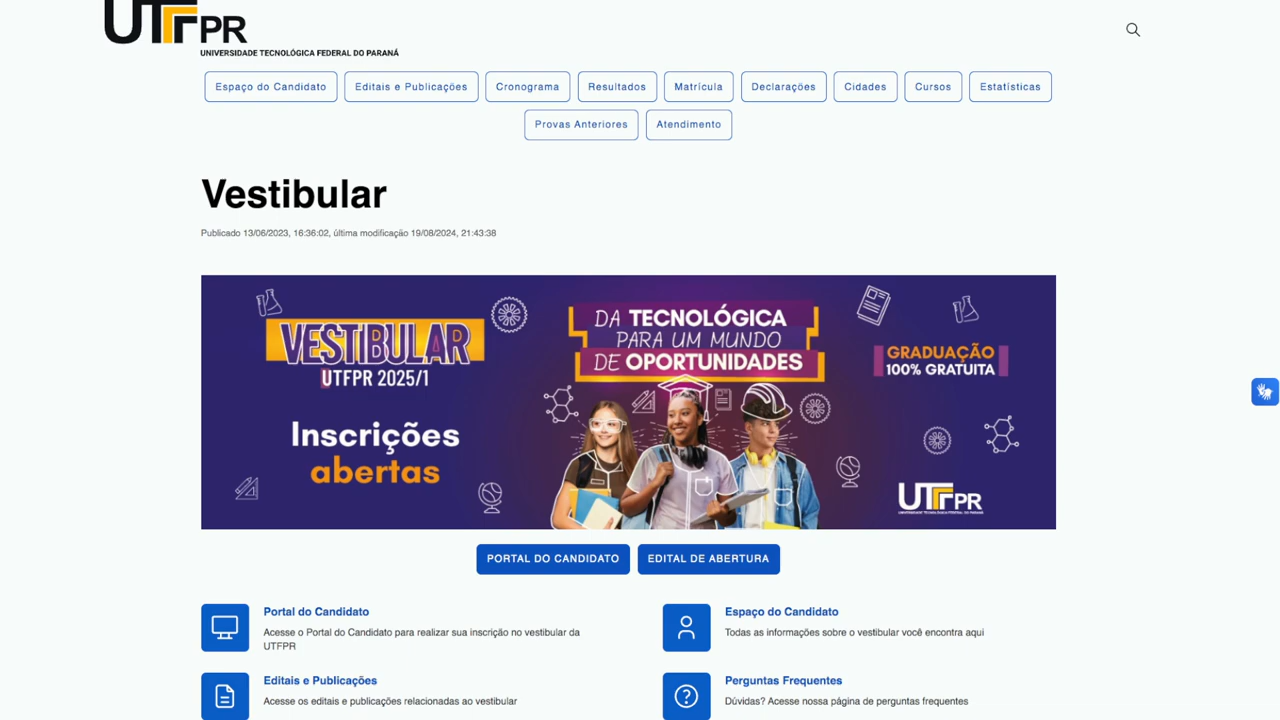 UTFPR
UNIVERSIDADE TECNOLÓGICA FEDERAL DO PARANÁ
Espaço do Candidato
Editais e Publicações
Cronograma
Resultados
Matrícula
Declarações
Cidades
Cursos
Estatísticas
Provas Anteriores
Atendimento
Vestibular
Publicado 13/06/2023, 16:36:02, última modificação 19/08/2024, 21:43:38
VESTIBULAR
UTFPR 2025/1
Inscrições
abertas
DA TECNOLÓGICA
PARA UM MUNDO
DE OPORTUNIDADES
GRADUAÇÃO
100% GRATUITA
UTFPR
UNIVERSIDADE TECNOLÓGICA FEDERAL DO PARANÁ
PORTAL DO CANDIDATO
EDITAL DE ABERTURA
Portal do Candidato
Acesse o Portal do Candidato para realizar sua inscrição no vestibular da
UTFPR
Espaço do Candidato
Todas as informações sobre o vestibular você encontra aqui
Editais e Publicações
Acesse os editais e publicações relacionadas ao vestibular
Perguntas Frequentes
Dúvidas? Acesse nossa página de perguntas frequentes